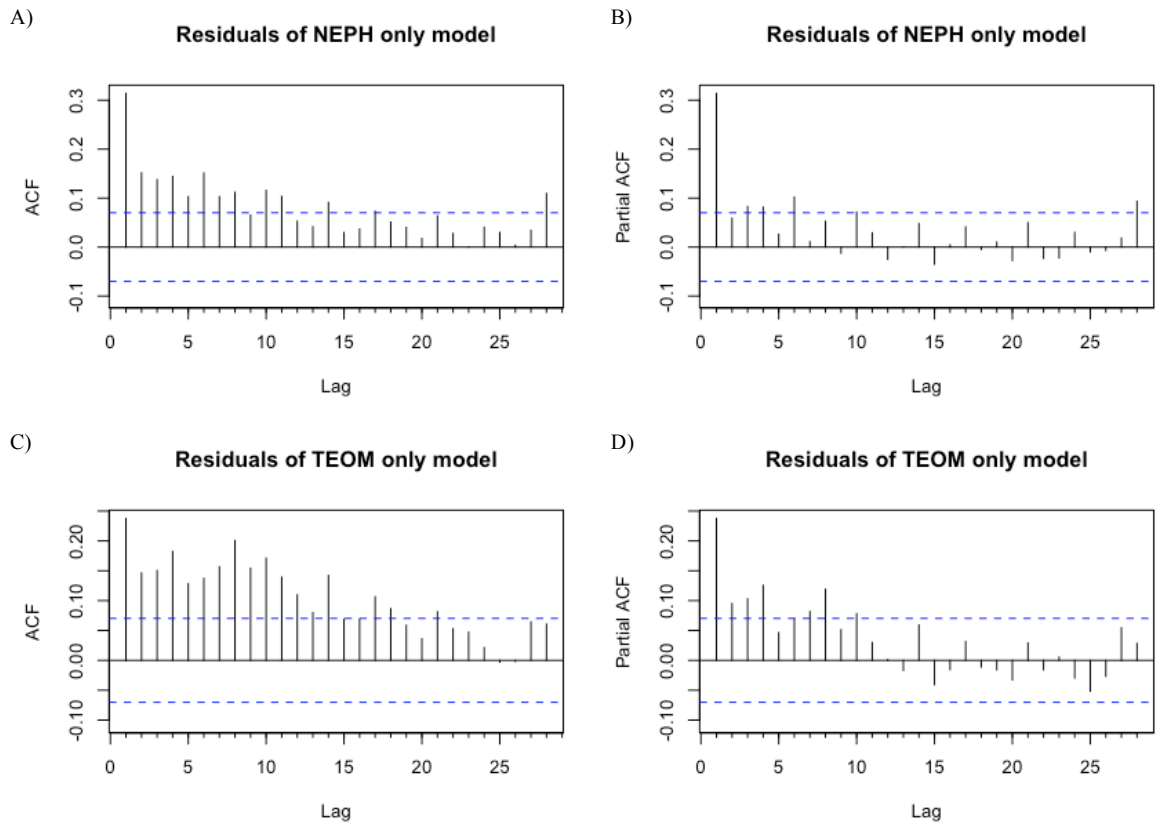 A)
Residuals of NEPH only model
ACF
0.3
0.2
0.1
0.0
-0.1
0 5 10 15 20 25
Lag
B)
Residuals of NEPH only model
Partial ACF
0.3
0.2
0.1
0.0
-0.1
0 5 10 15 20 25
Lag
C)
Residuals of TEOM only model
ACF
0.20
0.10
0.00
-0.10
0 5 10 15 20 25
Lag
D)
Residuals of TEOM only model
Partial ACF
0.20
0.10
0.00
-0.10
0 5 10 15 20 25
Lag